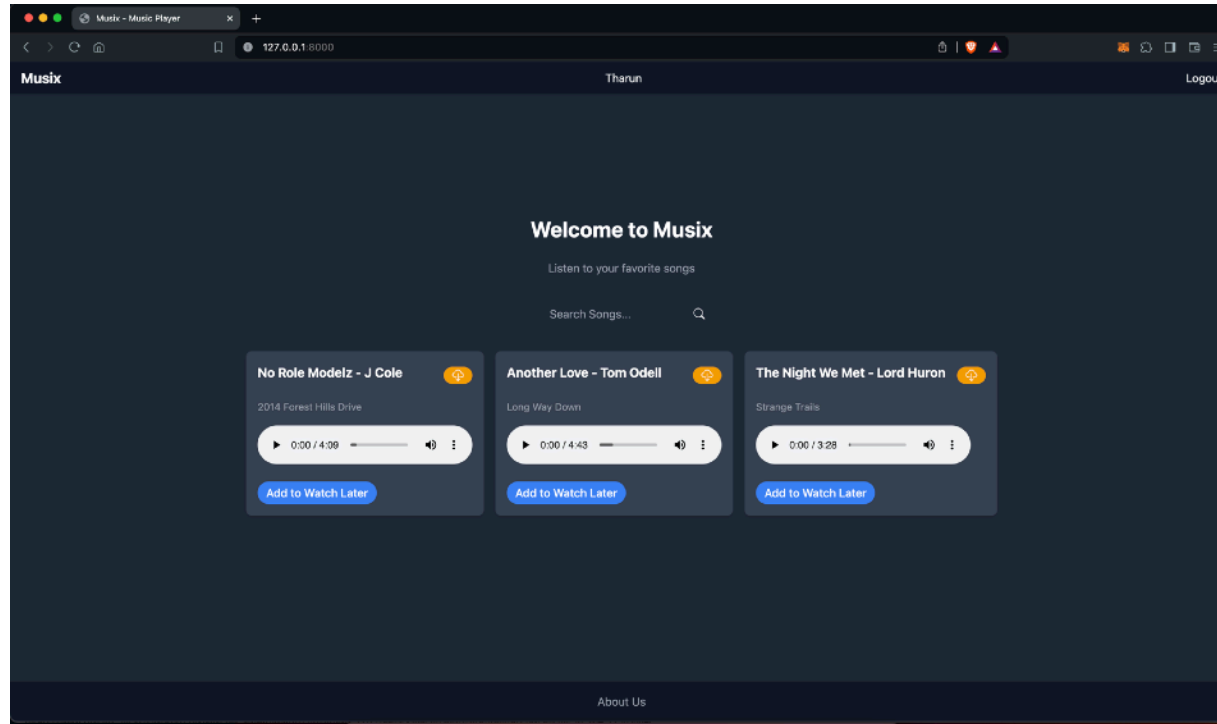 Musix - Music Player
127.0.0.1:8000
Musix Tharun Logou
Welcome to Musix
Listen to your favorite songs
Search Songs...
No Role Modelz - J Cole
2014 Forest Hills Drive
0:00 / 4:09
Add to Watch Later
Another Love - Tom Odell
Long Way Down
0:00 / 4:43
Add to Watch Later
The Night We Met - Lord Huron
Strange Trails
0:00 / 3:28
Add to Watch Later
About Us